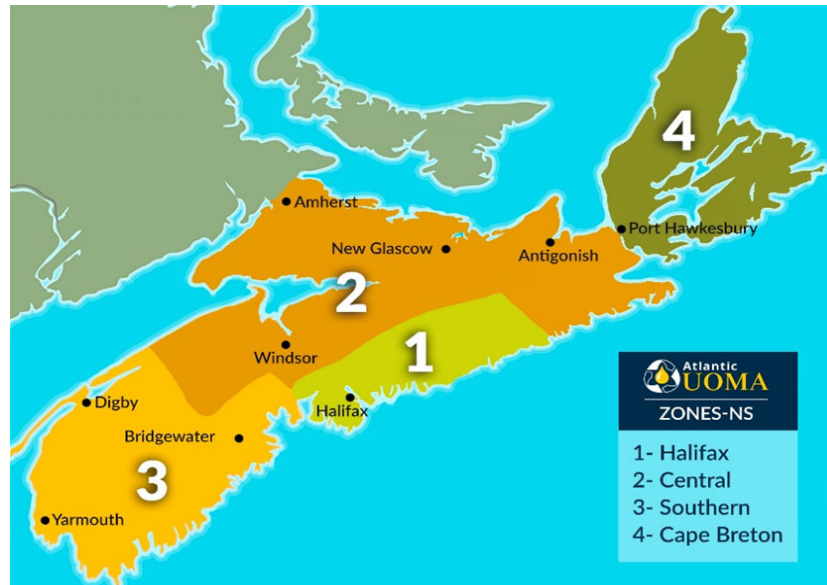 4
Amherst
Port Hawkesbury
New Glascow
Antigonish
2
1
Windsor
Digby
Halifax
Bridgewater
3
Yarmouth
Atlantic
UOMA
ZONES-NS
1- Halifax
2- Central
3- Southern
4- Cape Breton